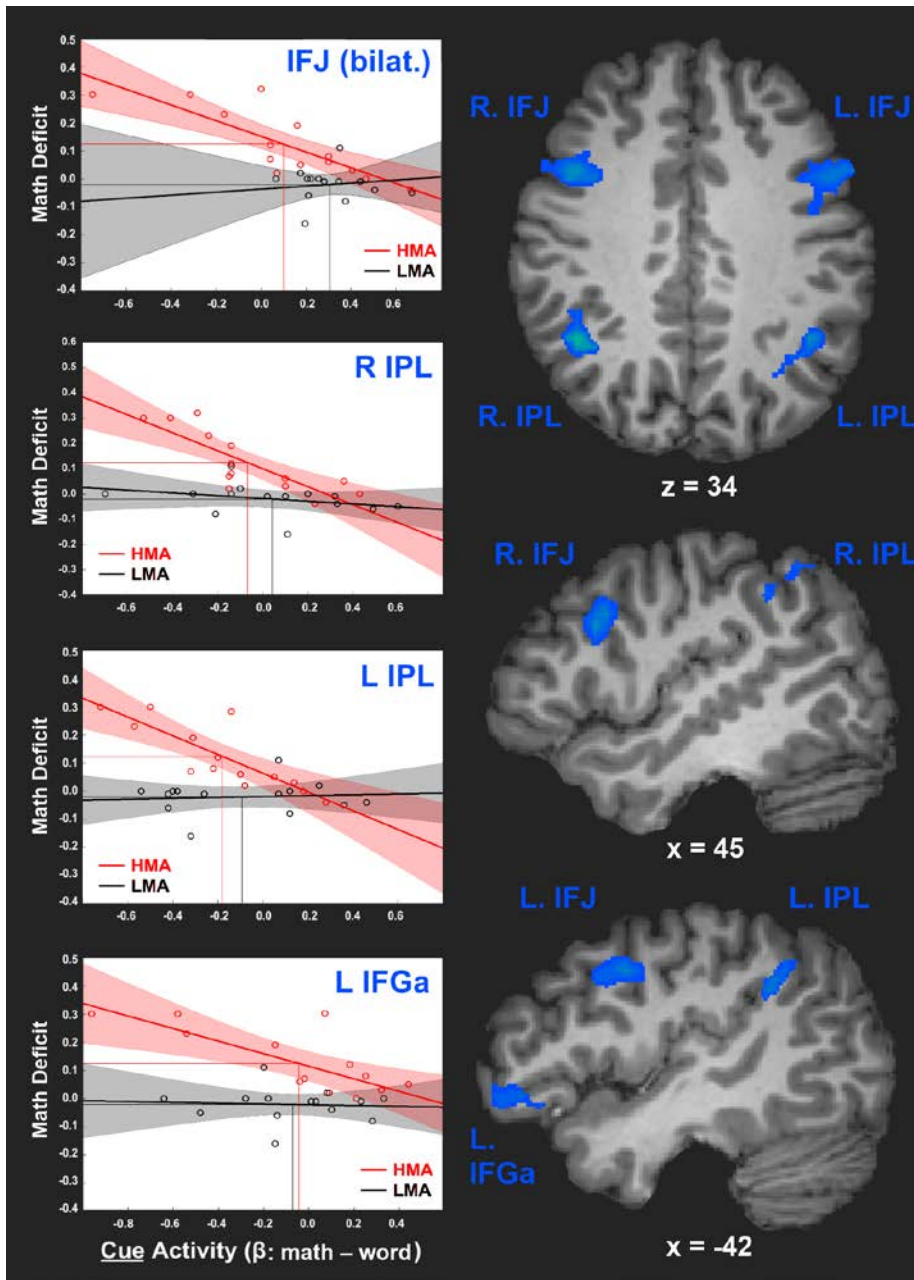 IFJ (bilat.)
Math Deficit
0.5
0.4
0.3
0.2
0.1
0.0
-0.1
-0.2
-0.3
-0.4
HMA
LMA
-0.6 -0.4 -0.2 0.0 0.2 0.4 0.6
R IPL
Math Deficit
0.6
0.5
0.4
0.3
0.2
0.1
0.0
-0.1
-0.2
-0.3
-0.4
HMA
LMA
-0.6 -0.4 -0.2 0.0 0.2 0.4 0.6
L IPL
Math Deficit
0.5
0.4
0.3
0.2
0.1
0.0
-0.1
-0.2
-0.3
-0.4
HMA
LMA
-0.6 -0.4 -0.2 0.0 0.2 0.4 0.6
L IFGa
Math Deficit
0.5
0.4
0.3
0.2
0.1
0.0
-0.1
-0.2
-0.3
-0.4
HMA
LMA
-0.8 -0.6 -0.4 -0.2 0.0 0.2 0.4
Cue Activity (β: math – word)
R. IFJ L. IFJ
R. IPL L. IPL
z = 34
R. IFJ R. IPL
x = 45
L. IFJ L. IPL
L.
IFGa
x = -42